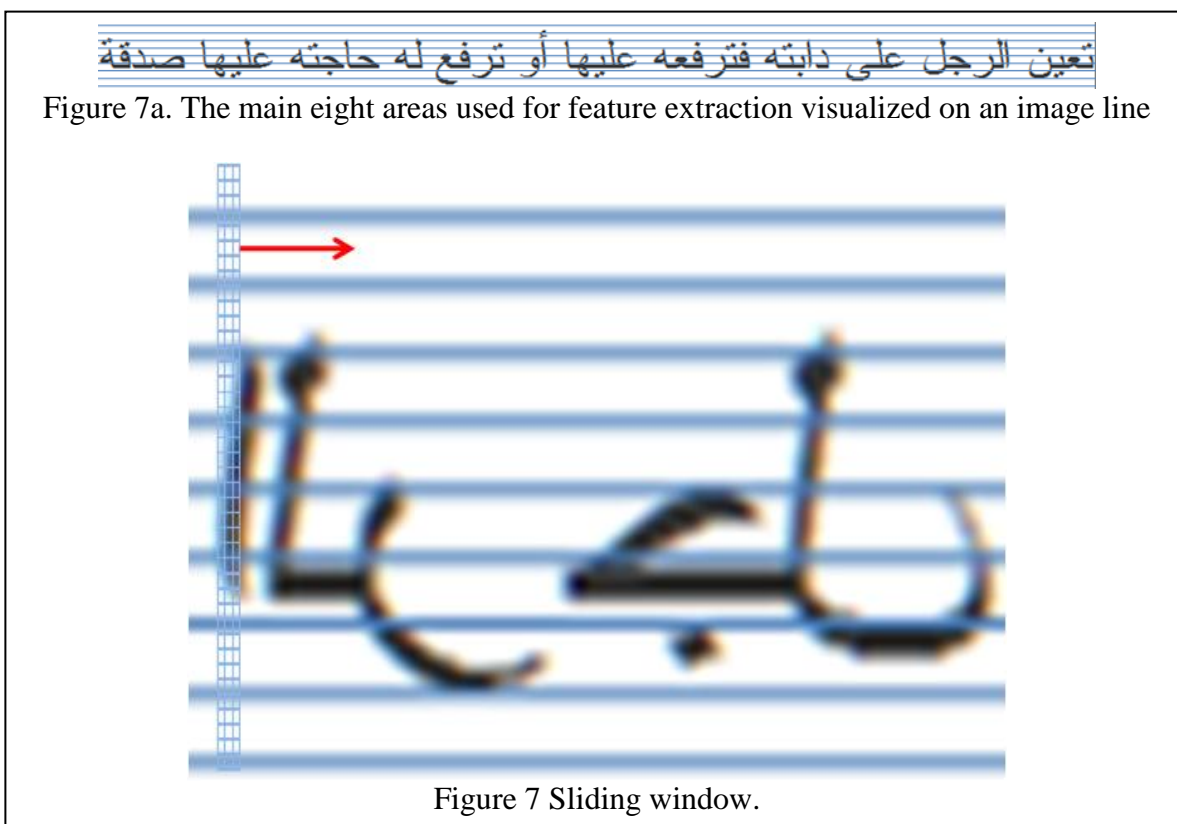 تعين الرجل على دابته فترفعه عليها أو ترفع له حاجته عليها صدقة
Figure 7a. The main eight areas used for feature extraction visualized on an image line
الرجل
Figure 7 Sliding window.